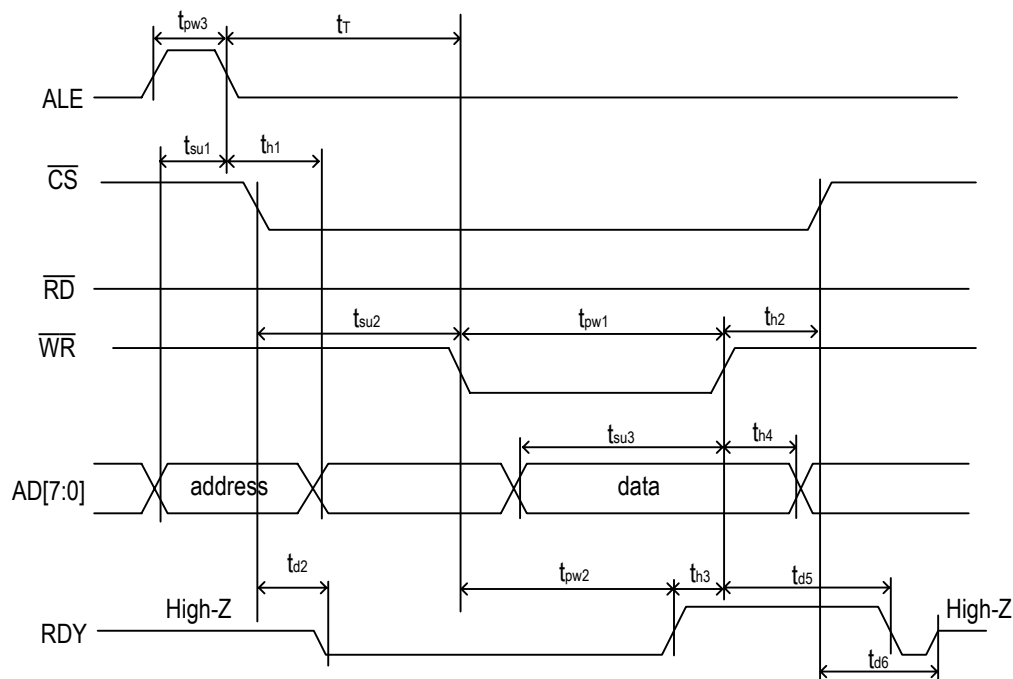 tpw3
tT
ALE
tsu1
th1
CS
RD
tsu2
tpw1
th2
WR
tsu3
th4
AD[7:0]
address
data
td2
tpw2
th3
td5
High-Z
High-Z
RDY
td6